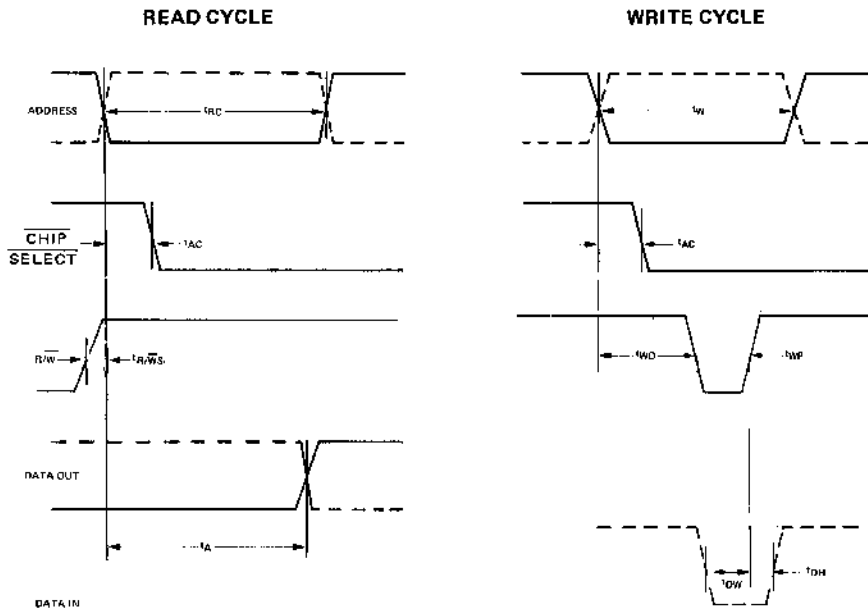 READ CYCLE
WRITE CYCLE
ADDRESS
tRC
tW
CHIP
SELECT
tAC
tAC
R/W
tR/WS
tWD
tWP
DATA OUT
tA
tDW
tDH
DATA IN